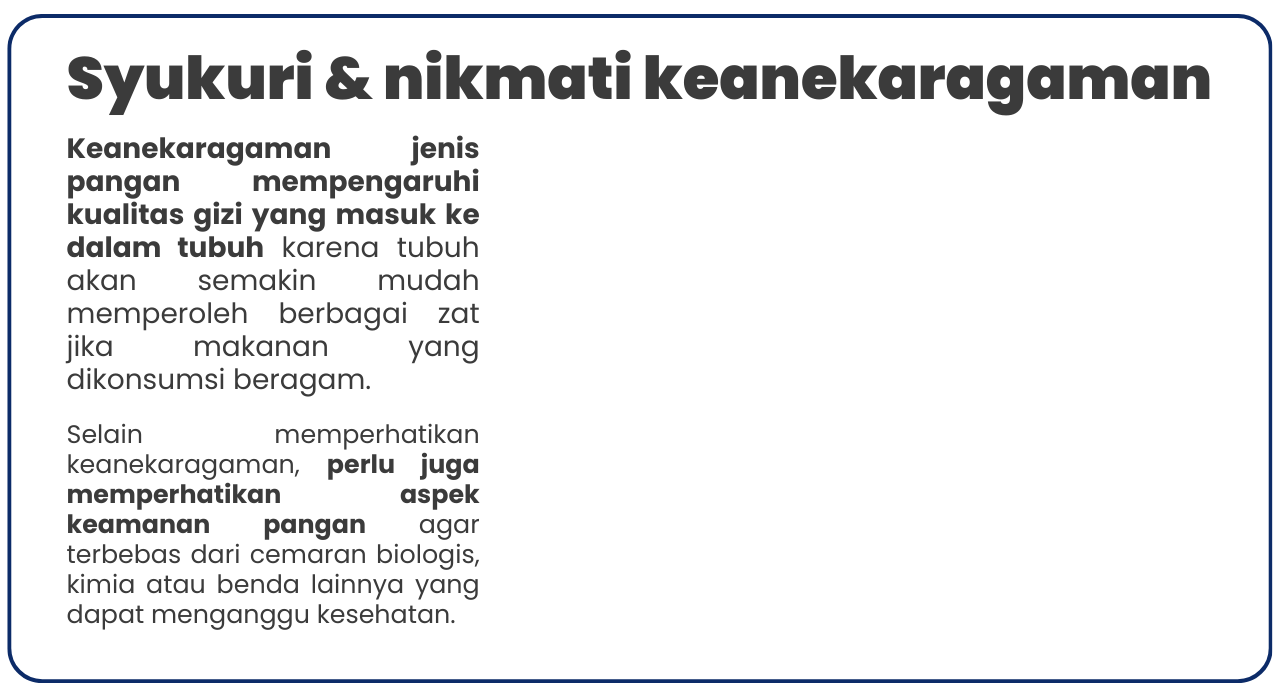 Syukuri & nikmati keanekaragaman
Keanekaragaman jenis
pangan mempengaruhi
kualitas gizi yang masuk ke
dalam tubuh karena tubuh
akan semakin mudah
memperoleh berbagai zat
jika makanan yang
dikonsumsi beragam.
Selain memperhatikan
keanekaragaman, perlu juga
memperhatikan aspek
keamanan pangan agar
terbebas dari cemaran biologis,
kimia atau benda lainnya yang
dapat menganggu kesehatan.